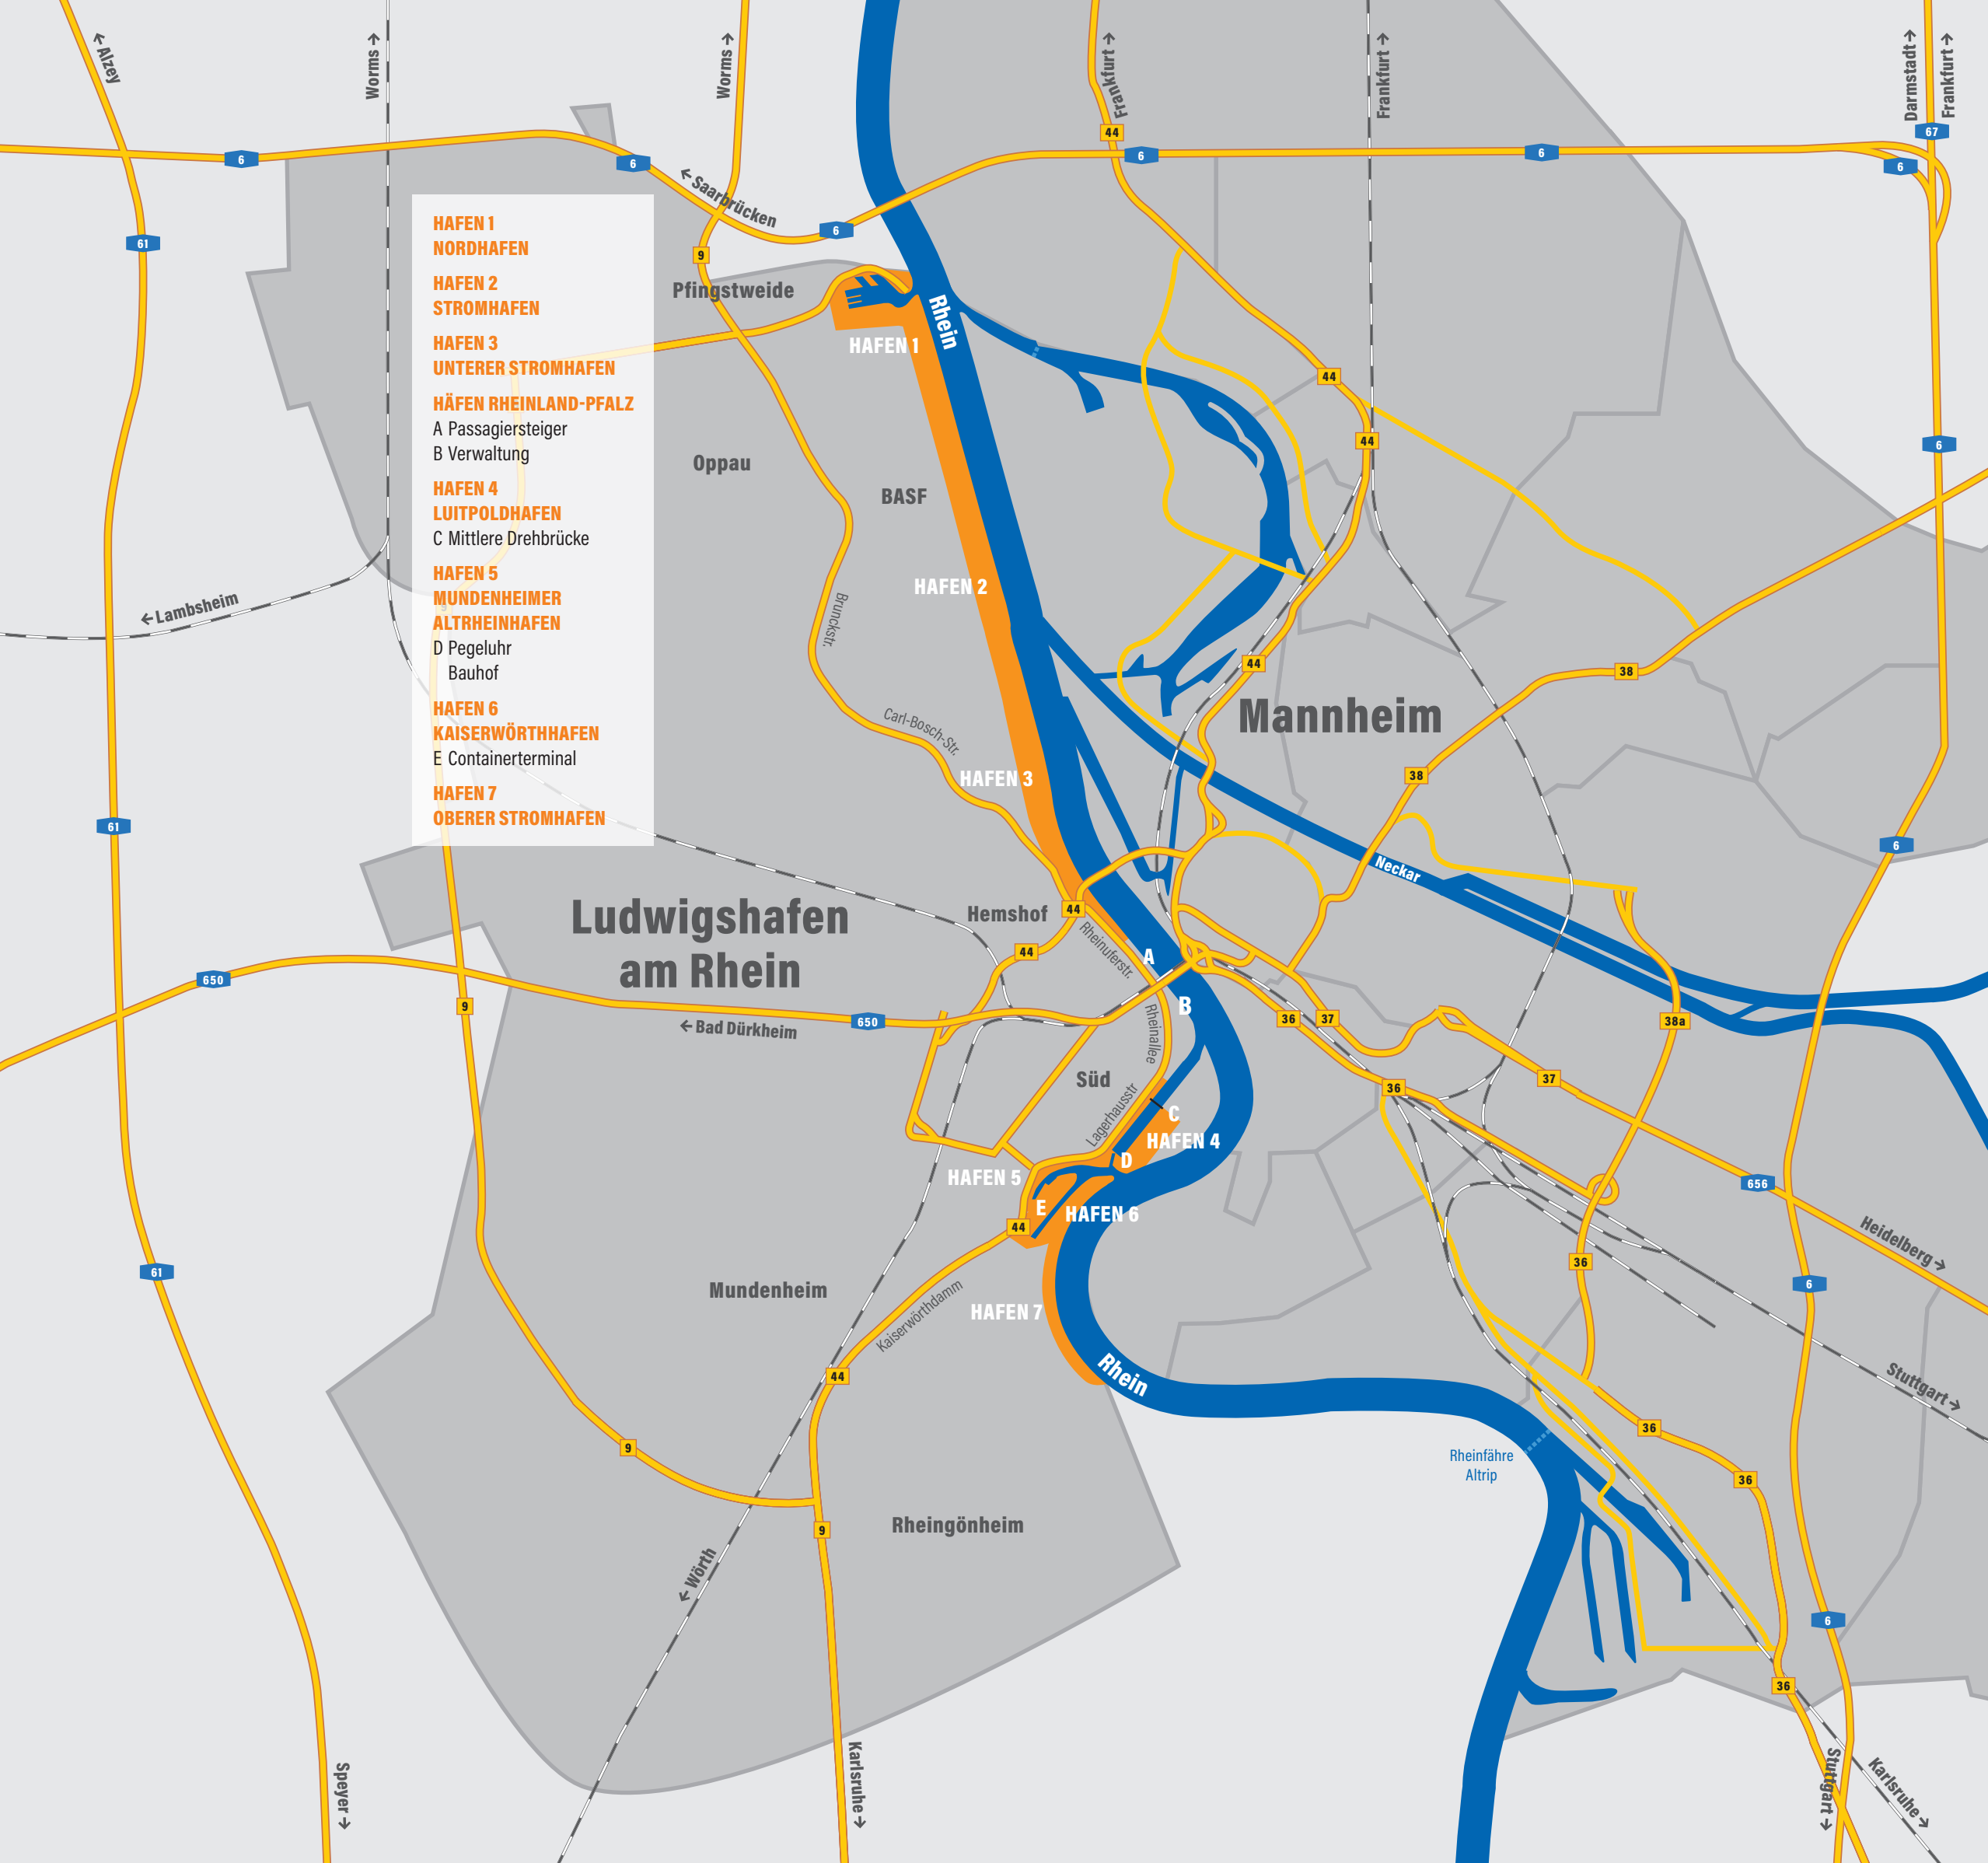 Alzey
Worms
Worms
Frankfurt
Frankfurt
Darmstadt
Frankfurt
67
44
6
6
6
6
6
Saarbrücken
6
61
9
HAFEN 1
NORDHAFEN
HAFEN 2
STROMHAFEN
HAFEN 3
UNTERER STROMHAFEN
HÄFEN RHEINLAND-PFALZ
A Passagiersteiger
B Verwaltung
HAFEN 4
LUITPOLDHAFEN
C Mittlere Drehbrücke
HAFEN 5
MUNDENHEIMER
ALTRHEINHAFEN
D Pegeluhr
Bauhof
HAFEN 6
KAISERWÖRTHHAFEN
E Containerterminal
HAFEN 7
OBERER STROMHAFEN
Pfingstweide
Rhein
HAFEN 1
44
44
6
Oppau
BASF
HAFEN 2
Lambsheim
9
Brunckstr.
44
38
Mannheim
Carl-Bosch-Str.
HAFEN 3
38
61
6
Neckar
Ludwigshafen
am Rhein
Hemshof
44
44
Rheinuferstr.
A
B
650
9
Bad Dürkheim
650
Rheinallee
36
37
38a
Süd
Lagerhausstr
36
37
C
HAFEN 4
D
HAFEN 5
656
E
HAFEN 6
44
Heidelberg
61
36
6
Mundenheim
Kaiserwörthdamm
HAFEN 7
44
Rhein
Stuttgart
9
36
Rheinfähre
Altrip
36
Rheingönheim
9
Wörth
6
36
Speyer
Karlsruhe
Stuttgart
Karlsruhe